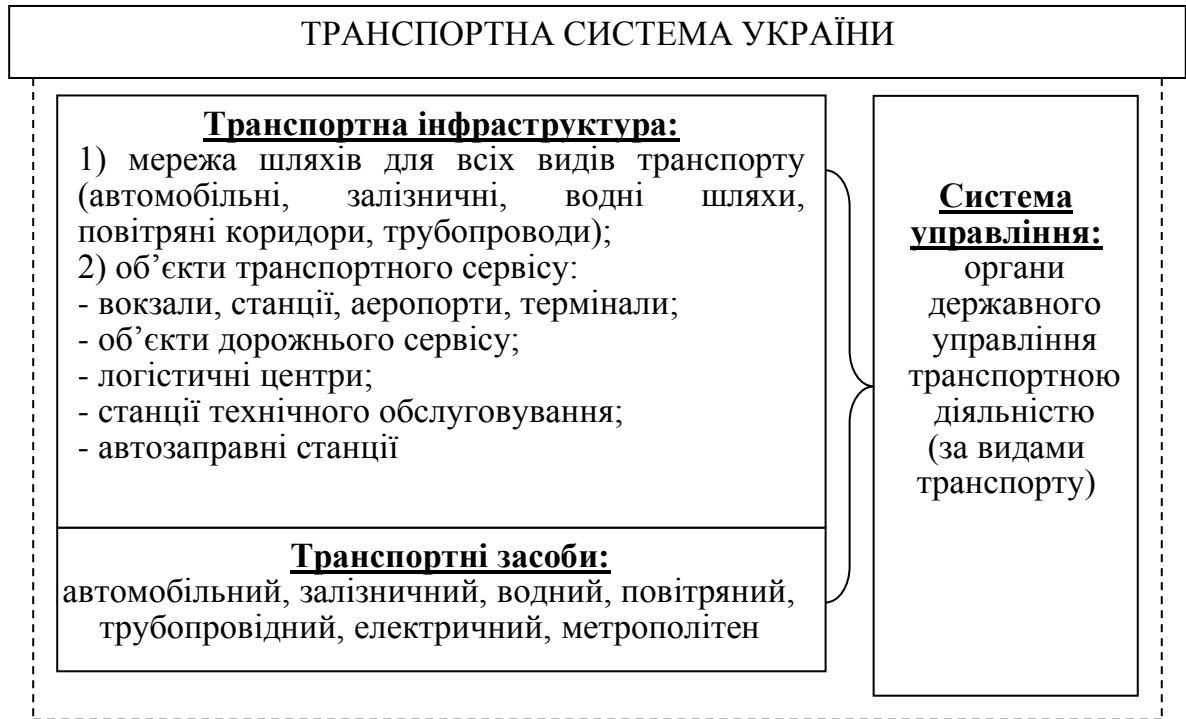 ТРАНСПОРТНА СИСТЕМА УКРАЇНИ
Транспортна інфраструктура:
1) мережа шляхів для всіх видів транспорту
(автомобільні, залізничні, водні шляхи,
повітряні коридори, трубопроводи);
2) об’єкти транспортного сервісу:
- вокзали, станції, аеропорти, термінали;
- об’єкти дорожнього сервісу;
- логістичні центри;
- станції технічного обслуговування;
- автозаправні станції
Транспортні засоби:
автомобільний, залізничний, водний, повітряний,
трубопровідний, електричний, метрополітен
Система
управління:
органи
державного
управління
транспортною
діяльністю
(за видами
транспорту)